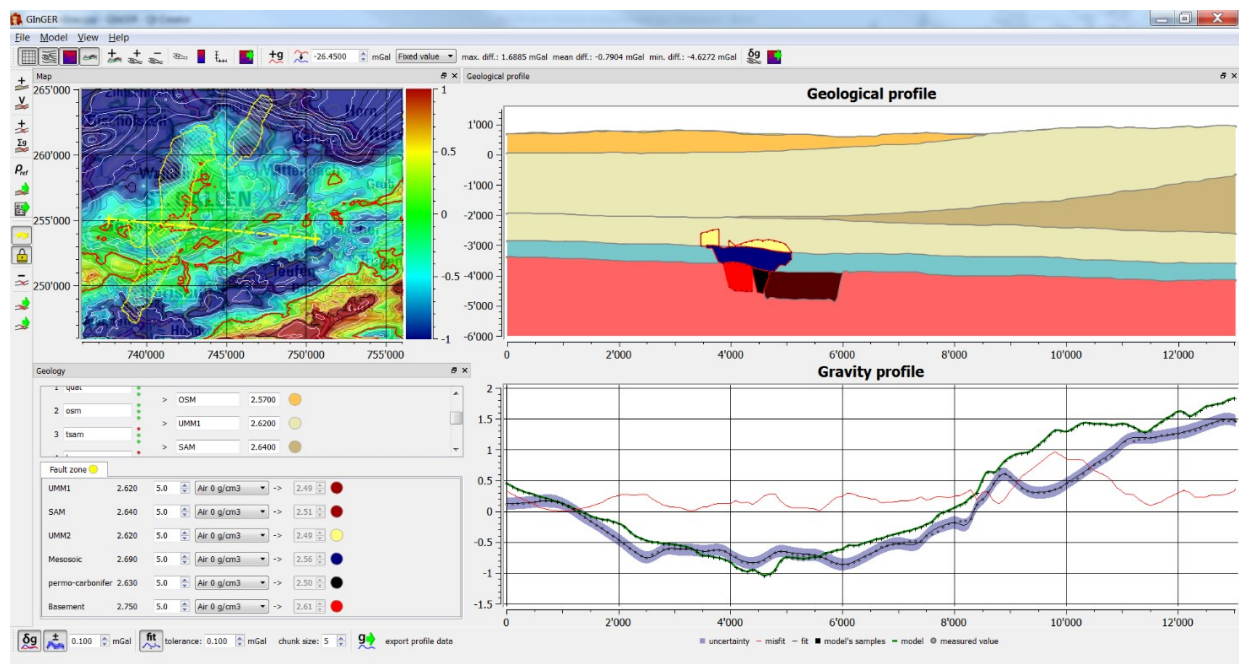 GInGER
File Model View Help
+g -26.4500 mGal Fixed value max. diff.: 1.6885 mGal mean diff.: -0.7904 mGal min. diff.: -4.6272 mGal δg
Map
Geological profile
+
V
+
Σg
ρref
265'000
260'000
255'000
250'000
740'000 745'000 750'000 755'000
1
0.5
0
-0.5
-1
Horn
Wittenbach
ST. GALLEN
Teufen
Geological profile
1'000
0
-1'000
-2'000
-3'000
-4'000
-5'000
-6'000
0 2'000 4'000 6'000 8'000 10'000 12'000
Geology
1 quat
> OSM 2.5700
2 osm
> UMM1 2.6200
3 tsam
> SAM 2.6400
Fault zone
UMM1 2.620 5.0 Air 0 g/cm3 -> 2.49
SAM 2.640 5.0 Air 0 g/cm3 -> 2.51
UMM2 2.620 5.0 Air 0 g/cm3 -> 2.49
Mesosoic 2.690 5.0 Air 0 g/cm3 -> 2.56
permo-carbonifer 2.630 5.0 Air 0 g/cm3 -> 2.50
Basement 2.750 5.0 Air 0 g/cm3 -> 2.61
Gravity profile
2
1.5
1
0.5
0
-0.5
-1
-1.5
0 2'000 4'000 6'000 8'000 10'000 12'000
δg ± 0.100 mGal fit tolerance: 0.100 mGal chunk size: 5 g export profile data
uncertainty misfit fit model's samples model measured value